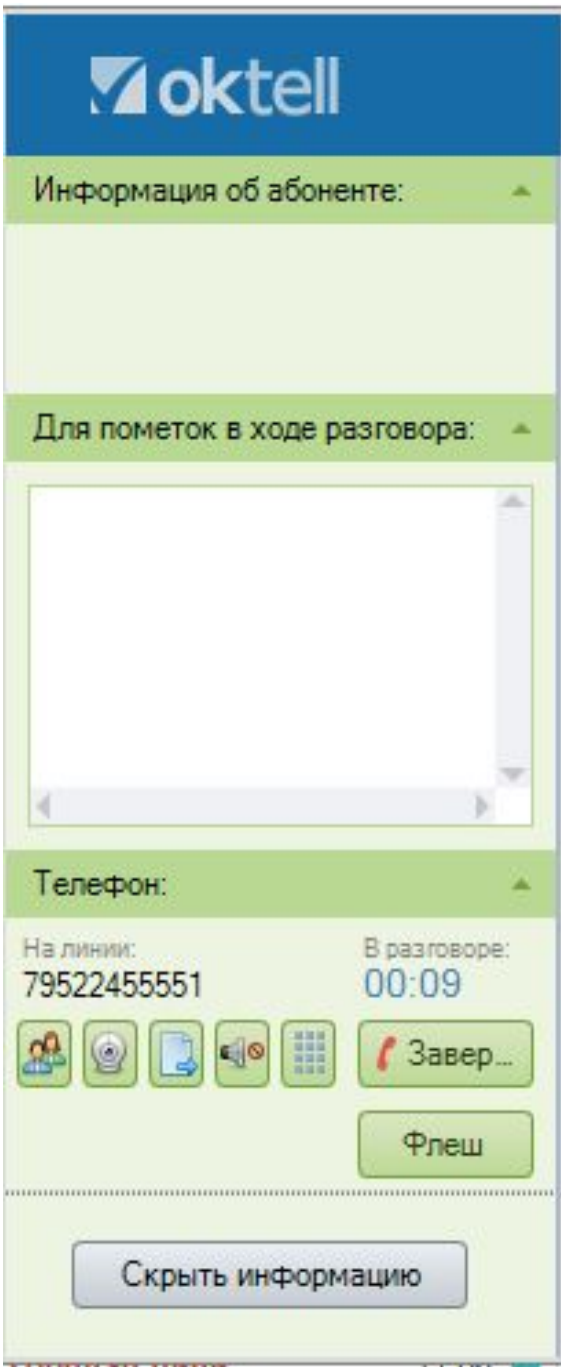 oktell
Информация об абоненте:
Для пометок в ходе разговора:
Телефон:
На линии: В разговоре:
79522455551 00:09
Завер...
Флеш
Скрыть информацию